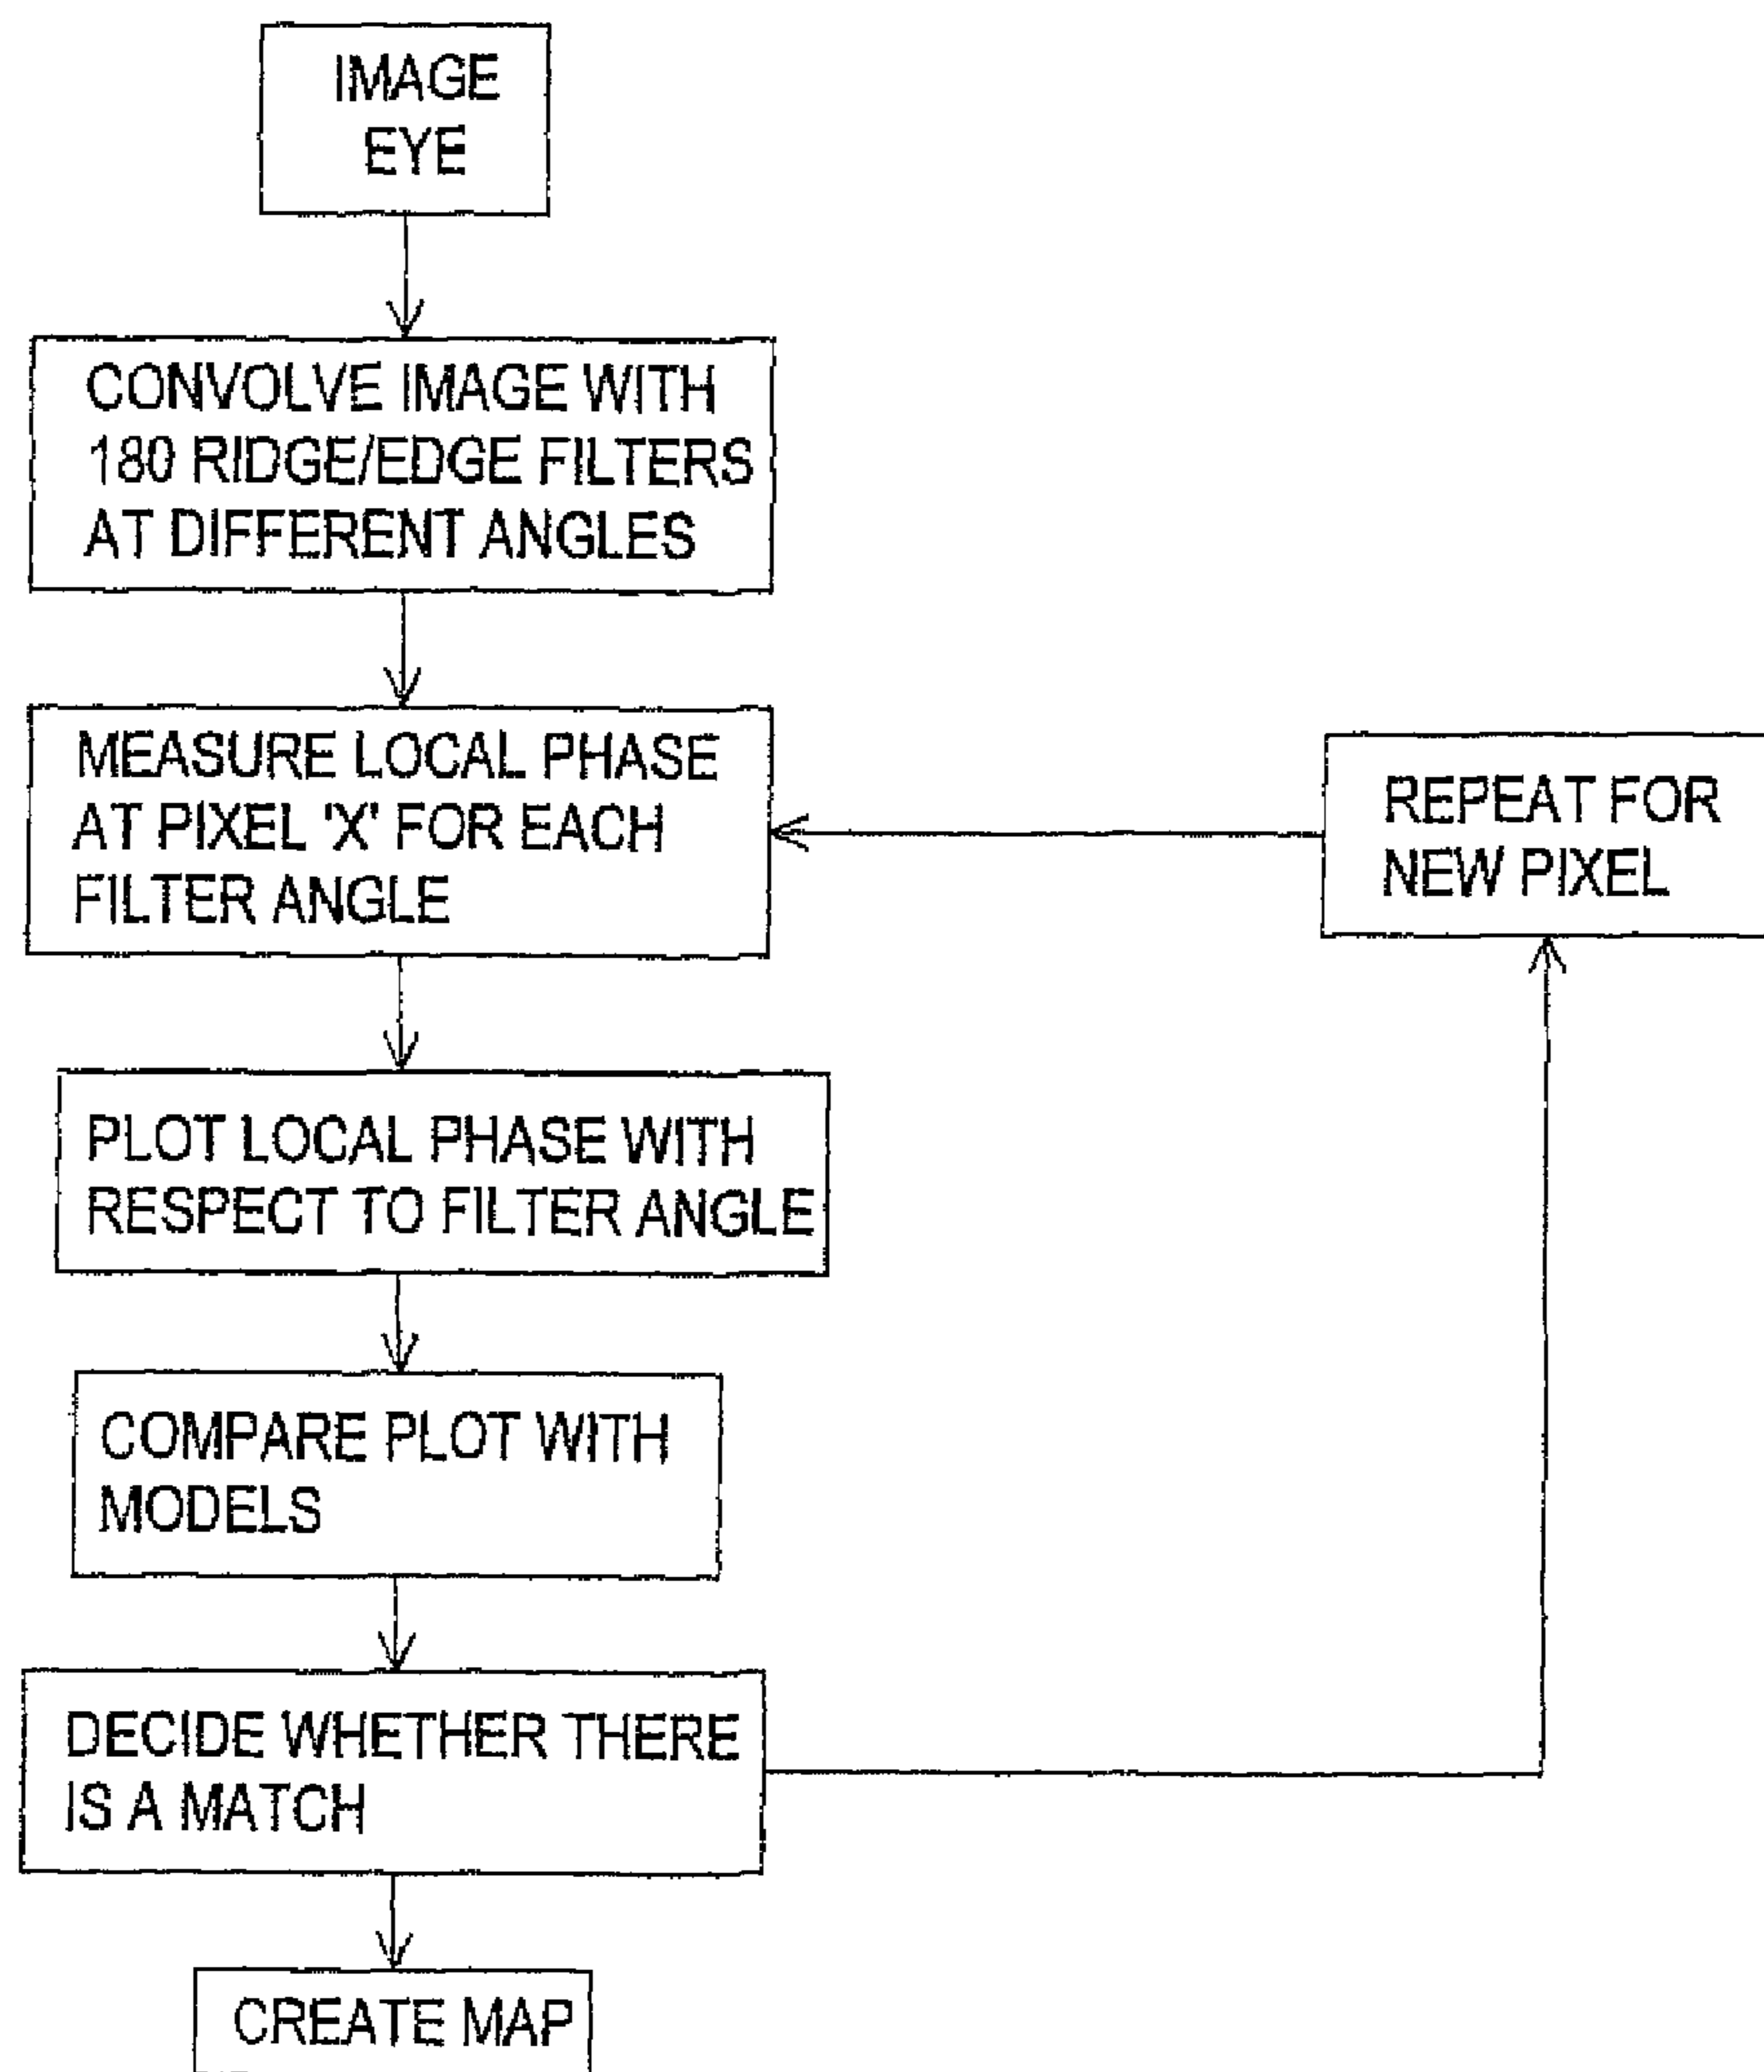 IMAGE
EYE
CONVOLVE IMAGE WITH
180 RIDGE/EDGE FILTERS
AT DIFFERENT ANGLES
MEASURE LOCAL PHASE
AT PIXEL 'X' FOR EACH
FILTER ANGLE
REPEAT FOR
NEW PIXEL
PLOT LOCAL PHASE WITH
RESPECT TO FILTER ANGLE
COMPARE PLOT WITH
MODELS
DECIDE WHETHER THERE
IS A MATCH
CREATE MAP